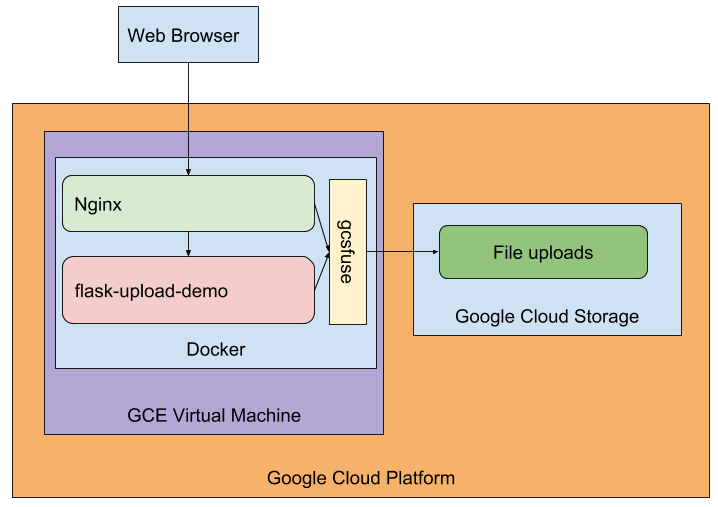 Web Browser
Nginx
gcsfuse
flask-upload-demo
File uploads
Google Cloud Storage
Docker
GCE Virtual Machine
Google Cloud Platform